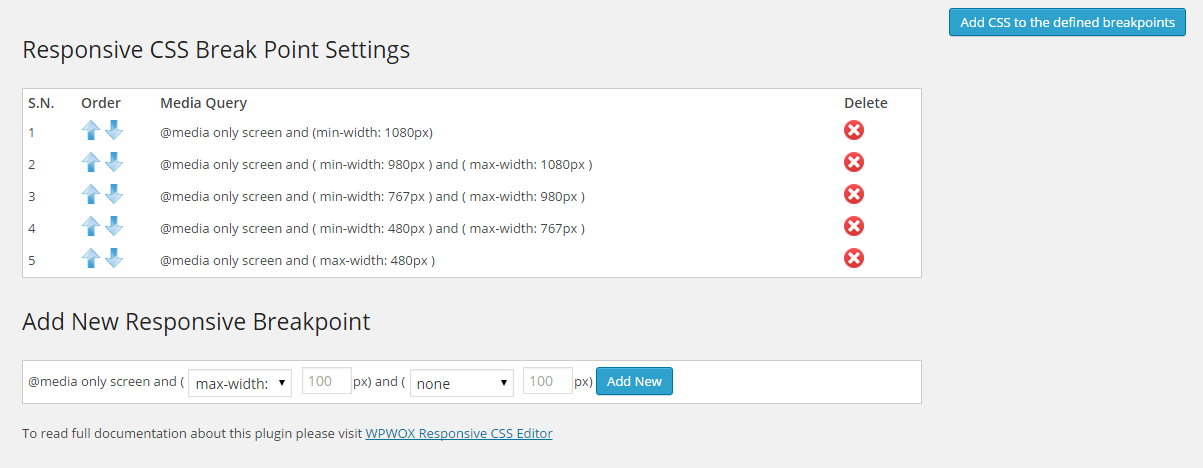 Add CSS to the defined breakpoints
Responsive CSS Break Point Settings
S.N. Order Media Query Delete
1 @media only screen and (min-width: 1080px)
2 @media only screen and ( min-width: 980px ) and ( max-width: 1080px )
3 @media only screen and ( min-width: 767px ) and ( max-width: 980px )
4 @media only screen and ( min-width: 480px ) and ( max-width: 767px )
5 @media only screen and ( max-width: 480px )
Add New Responsive Breakpoint
@media only screen and ( max-width: 100 px) and ( none 100 px) Add New
To read full documentation about this plugin please visit WPWOX Responsive CSS Editor